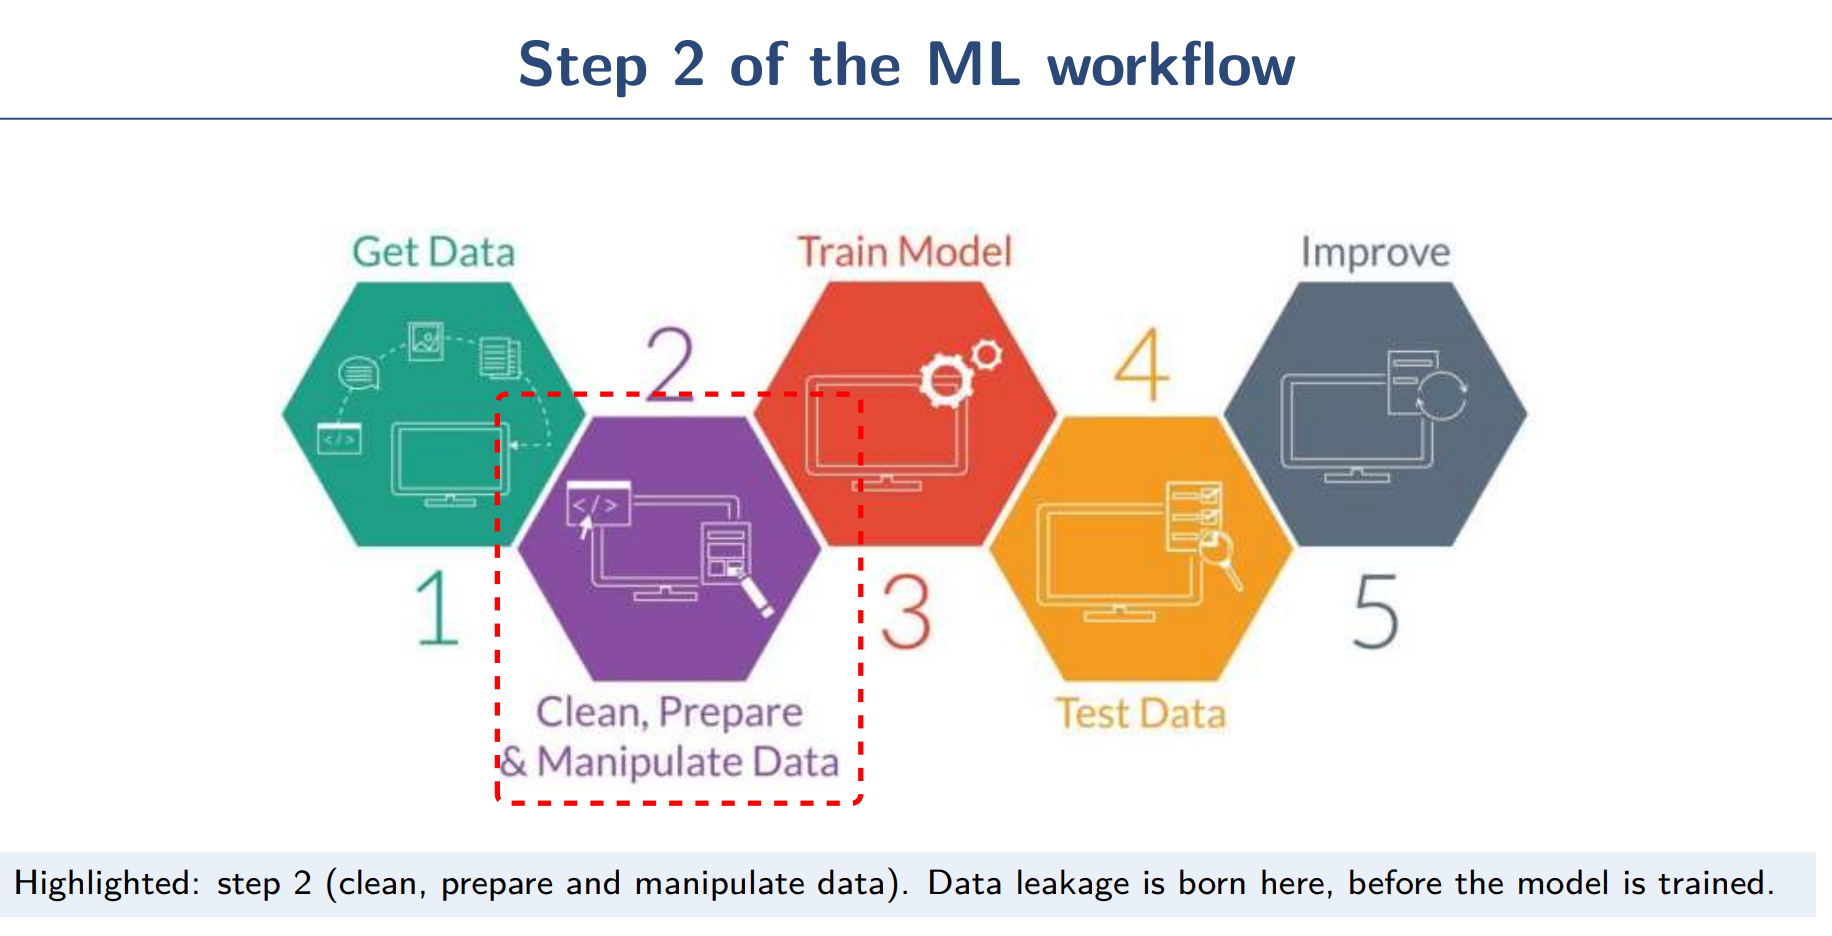 Step 2 of the ML workflow
Get Data
1
2
Clean, Prepare
& Manipulate Data
Train Model
3
4
Test Data
Improve
5
</>
</>
Highlighted: step 2 (clean, prepare and manipulate data). Data leakage is born here, before the model is trained.